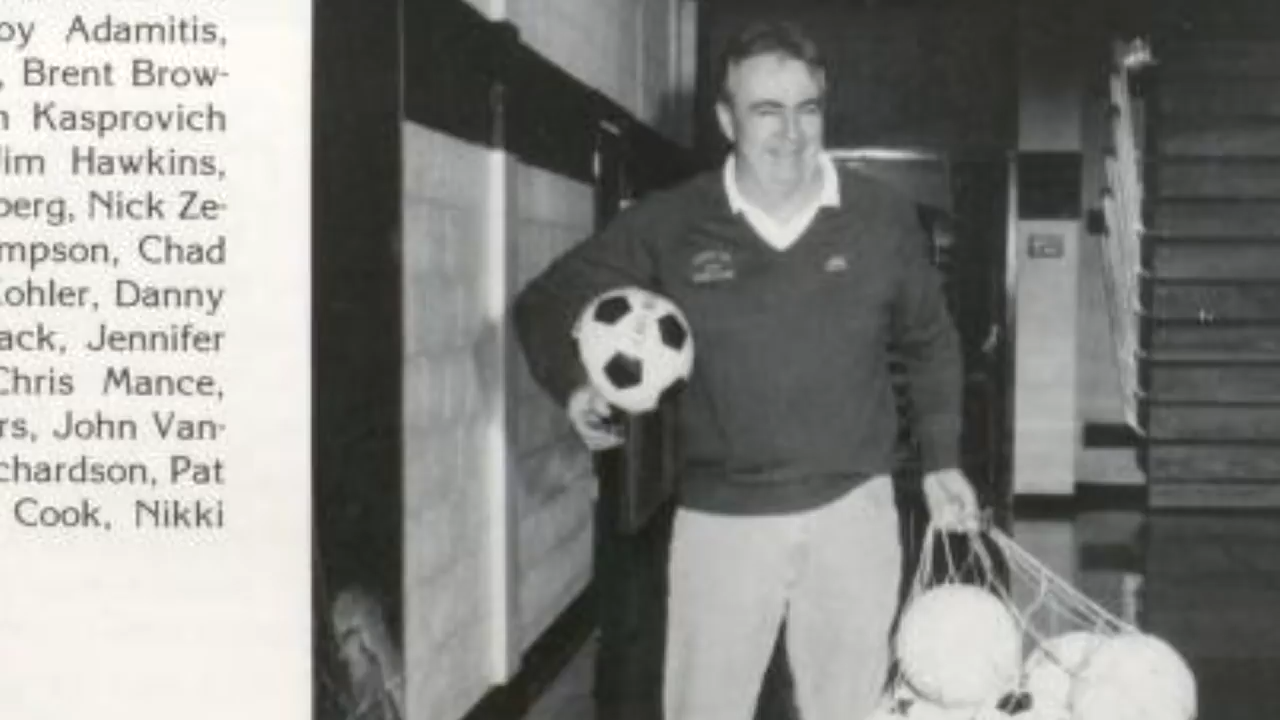 oy Adamitis,
, Brent Brow-
n Kasprovich
Jim Hawkins,
berg, Nick Ze-
mpson, Chad
Kohler, Danny
ack, Jennifer
Chris Mance,
rs, John Van-
chardson, Pat
Cook, Nikki